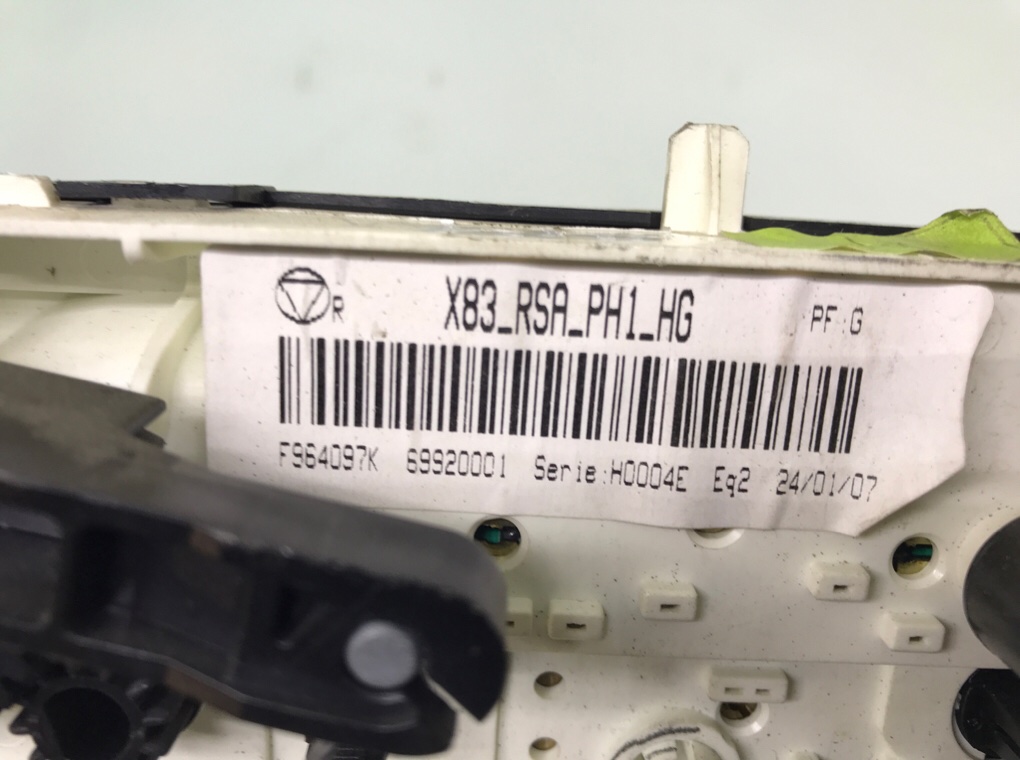 R X83_RSA_PH1_HG PF:G
F964097K 69920001 Serie:H0004E Eq2 24/01/07